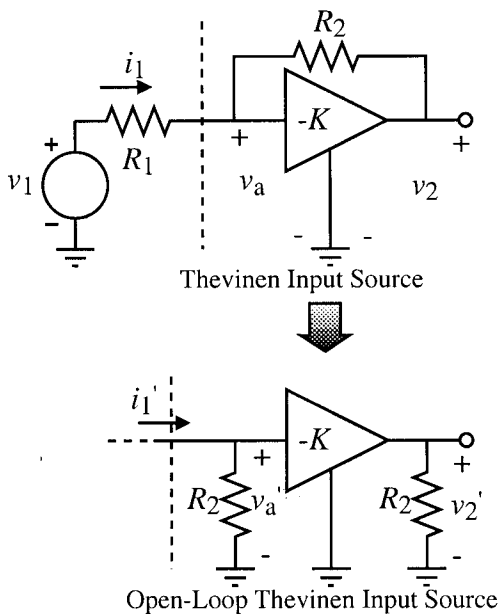 R2
i1
R1
-K
+
+
+
v1
-
va
v2
-
-
Thevinen Input Source
i1'
-K
+
+
R2
va'
R2
v2'
-
-
Open-Loop Thevinen Input Source